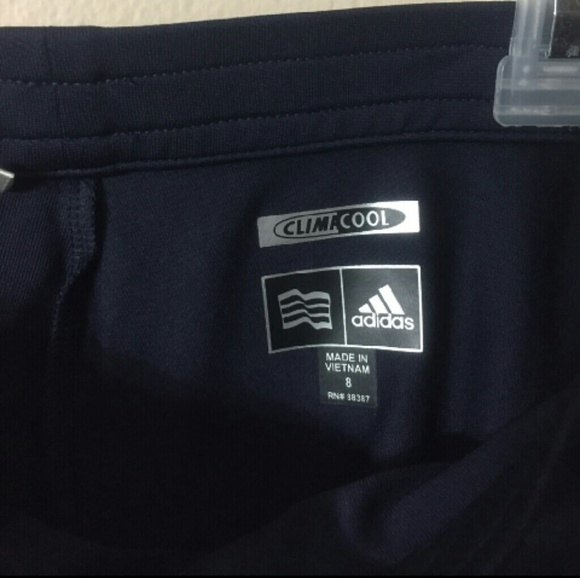 CLIMACOOL
adidas
MADE IN
VIETNAM
8
RN# 88387